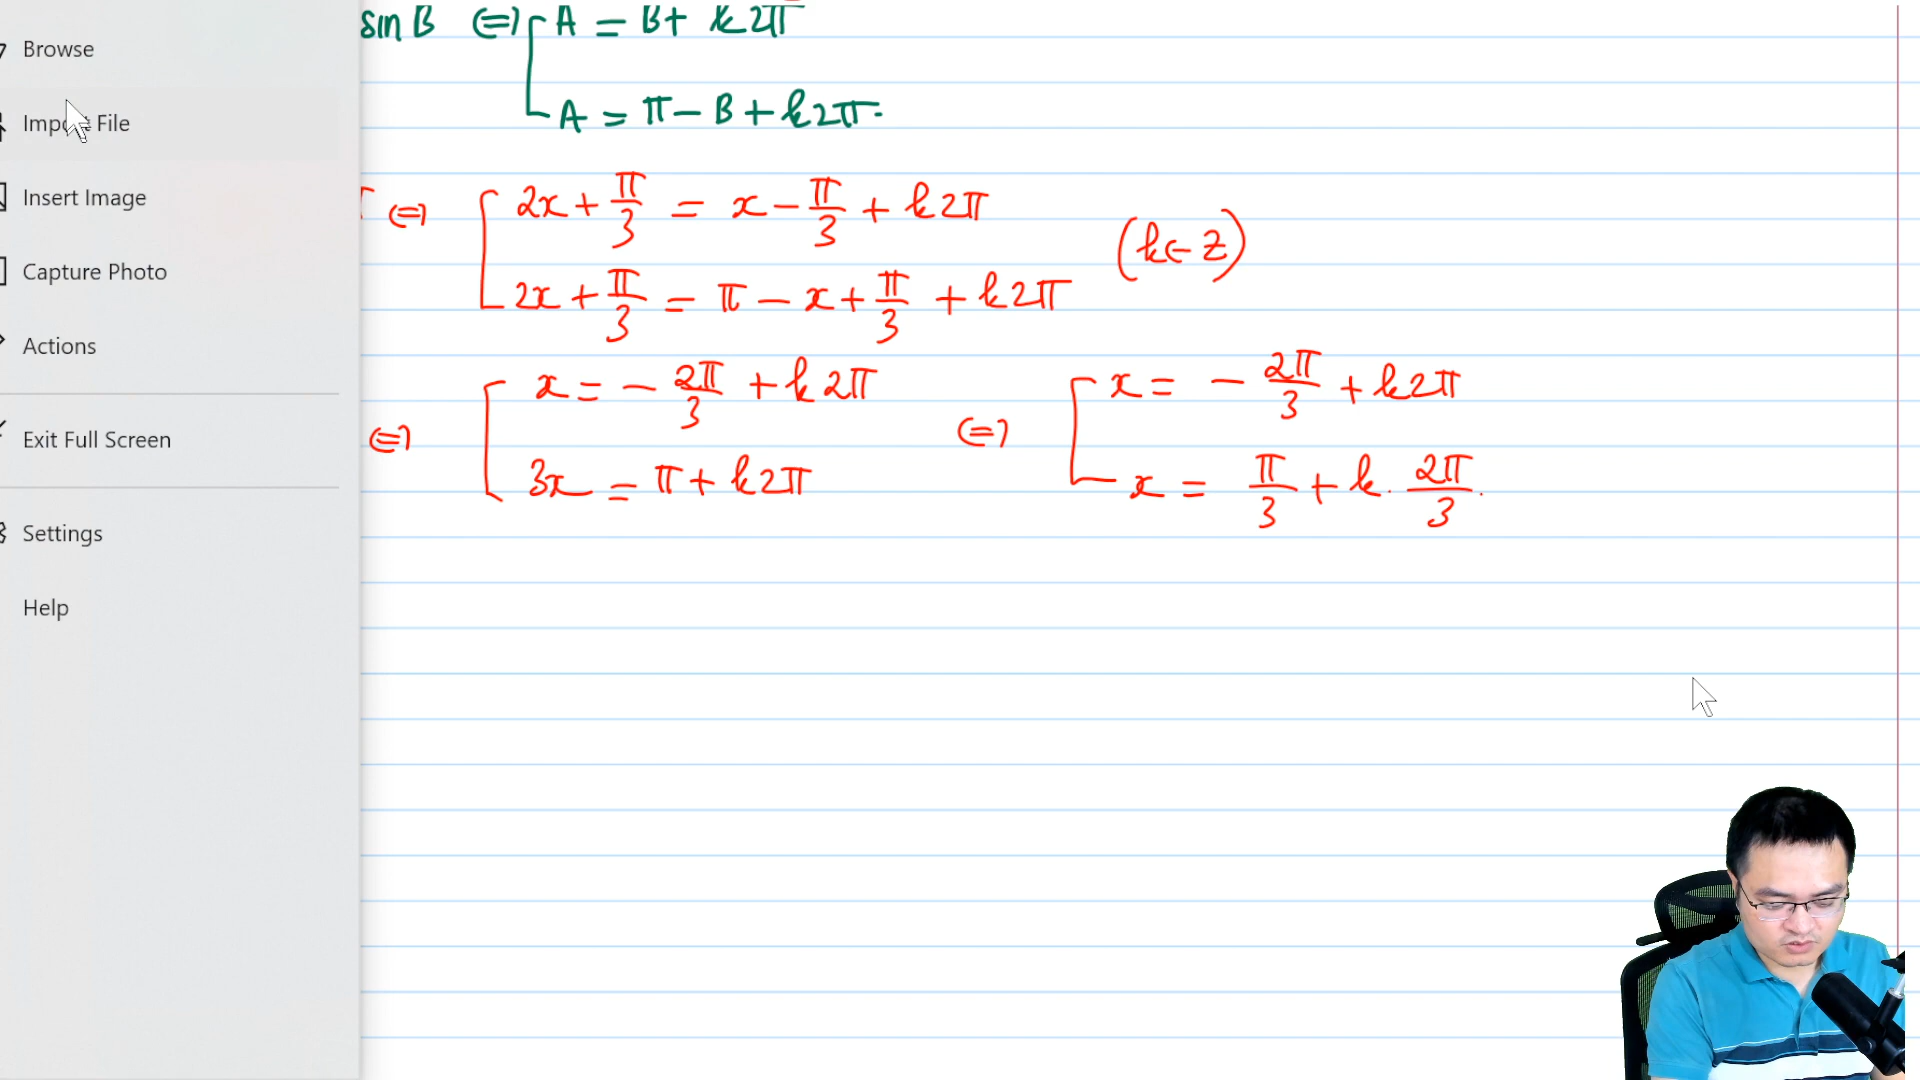 Browse
Import File
Insert Image
Capture Photo
Actions
Exit Full Screen
Settings
Help
sin B ⇔ [ A = B + k2π
A = π - B + k2π.
⇔ [ 2x + π/3 = x - π/3 + k2π
2x + π/3 = π - x + π/3 + k2π
(k ∈ Z)
⇔ [ x = - 2π/3 + k2π
3x = π + k2π
⇔ [ x = - 2π/3 + k2π
x = π/3 + k. 2π/3.